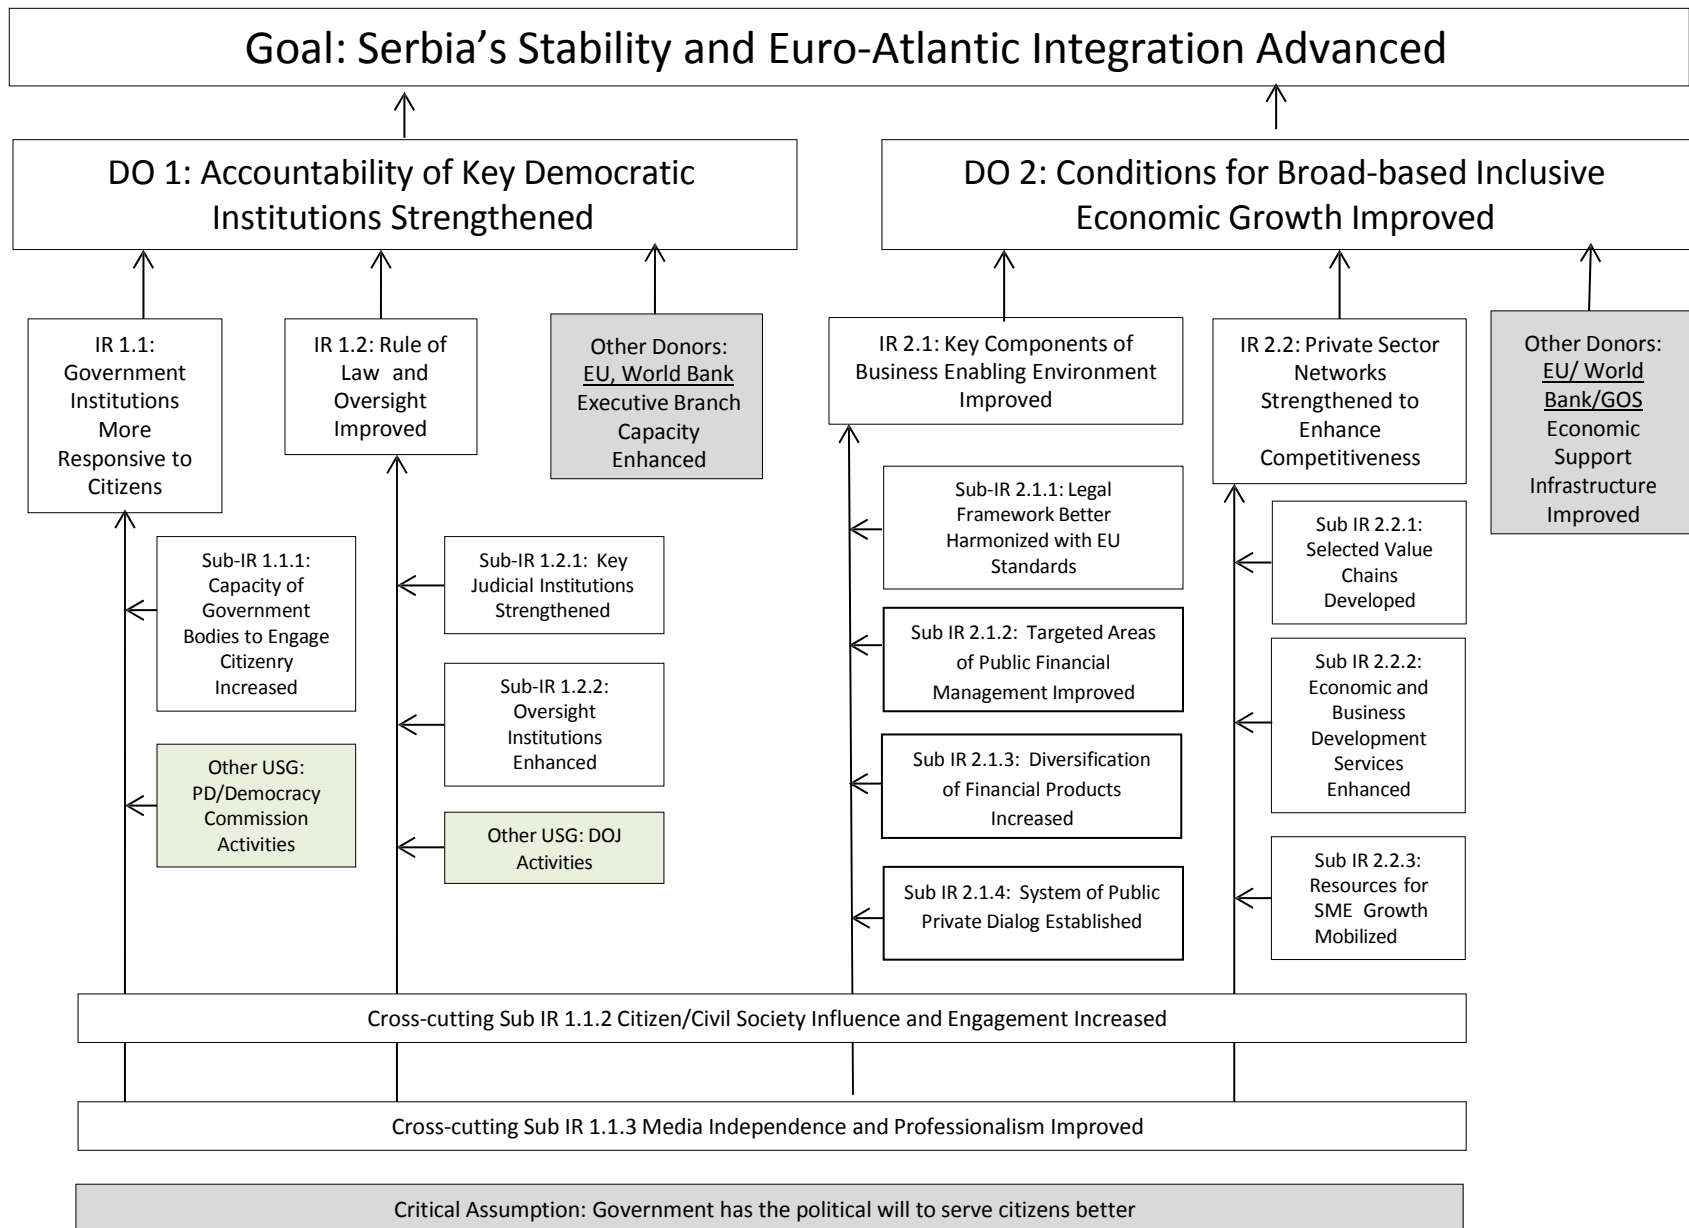 Goal: Serbia’s Stability and Euro-Atlantic Integration Advanced
DO 1: Accountability of Key Democratic
Institutions Strengthened
DO 2: Conditions for Broad-based Inclusive
Economic Growth Improved
IR 1.1:
Government
Institutions
More
Responsive to
Citizens
IR 1.2: Rule of
Law and
Oversight
Improved
Other Donors:
EU, World Bank
Executive Branch
Capacity
Enhanced
IR 2.1: Key Components of
Business Enabling Environment
Improved
IR 2.2: Private Sector
Networks
Strengthened to
Enhance
Competitiveness
Other Donors:
EU/ World
Bank/GOS
Economic
Support
Infrastructure
Improved
Sub-IR 1.1.1:
Capacity of
Government
Bodies to Engage
Citizenry
Increased
Other USG:
PD/Democracy
Commission
Activities
Sub-IR 1.2.1: Key
Judicial Institutions
Strengthened
Sub-IR 1.2.2:
Oversight
Institutions
Enhanced
Other USG: DOJ
Activities
Sub-IR 2.1.1: Legal
Framework Better
Harmonized with EU
Standards
Sub IR 2.1.2: Targeted Areas
of Public Financial
Management Improved
Sub IR 2.1.3: Diversification
of Financial Products
Increased
Sub IR 2.1.4: System of Public
Private Dialog Established
Sub IR 2.2.1:
Selected Value
Chains
Developed
Sub IR 2.2.2:
Economic and
Business
Development
Services
Enhanced
Sub IR 2.2.3:
Resources for
SME Growth
Mobilized
Cross-cutting Sub IR 1.1.2 Citizen/Civil Society Influence and Engagement Increased
Cross-cutting Sub IR 1.1.3 Media Independence and Professionalism Improved
Critical Assumption: Government has the political will to serve citizens better